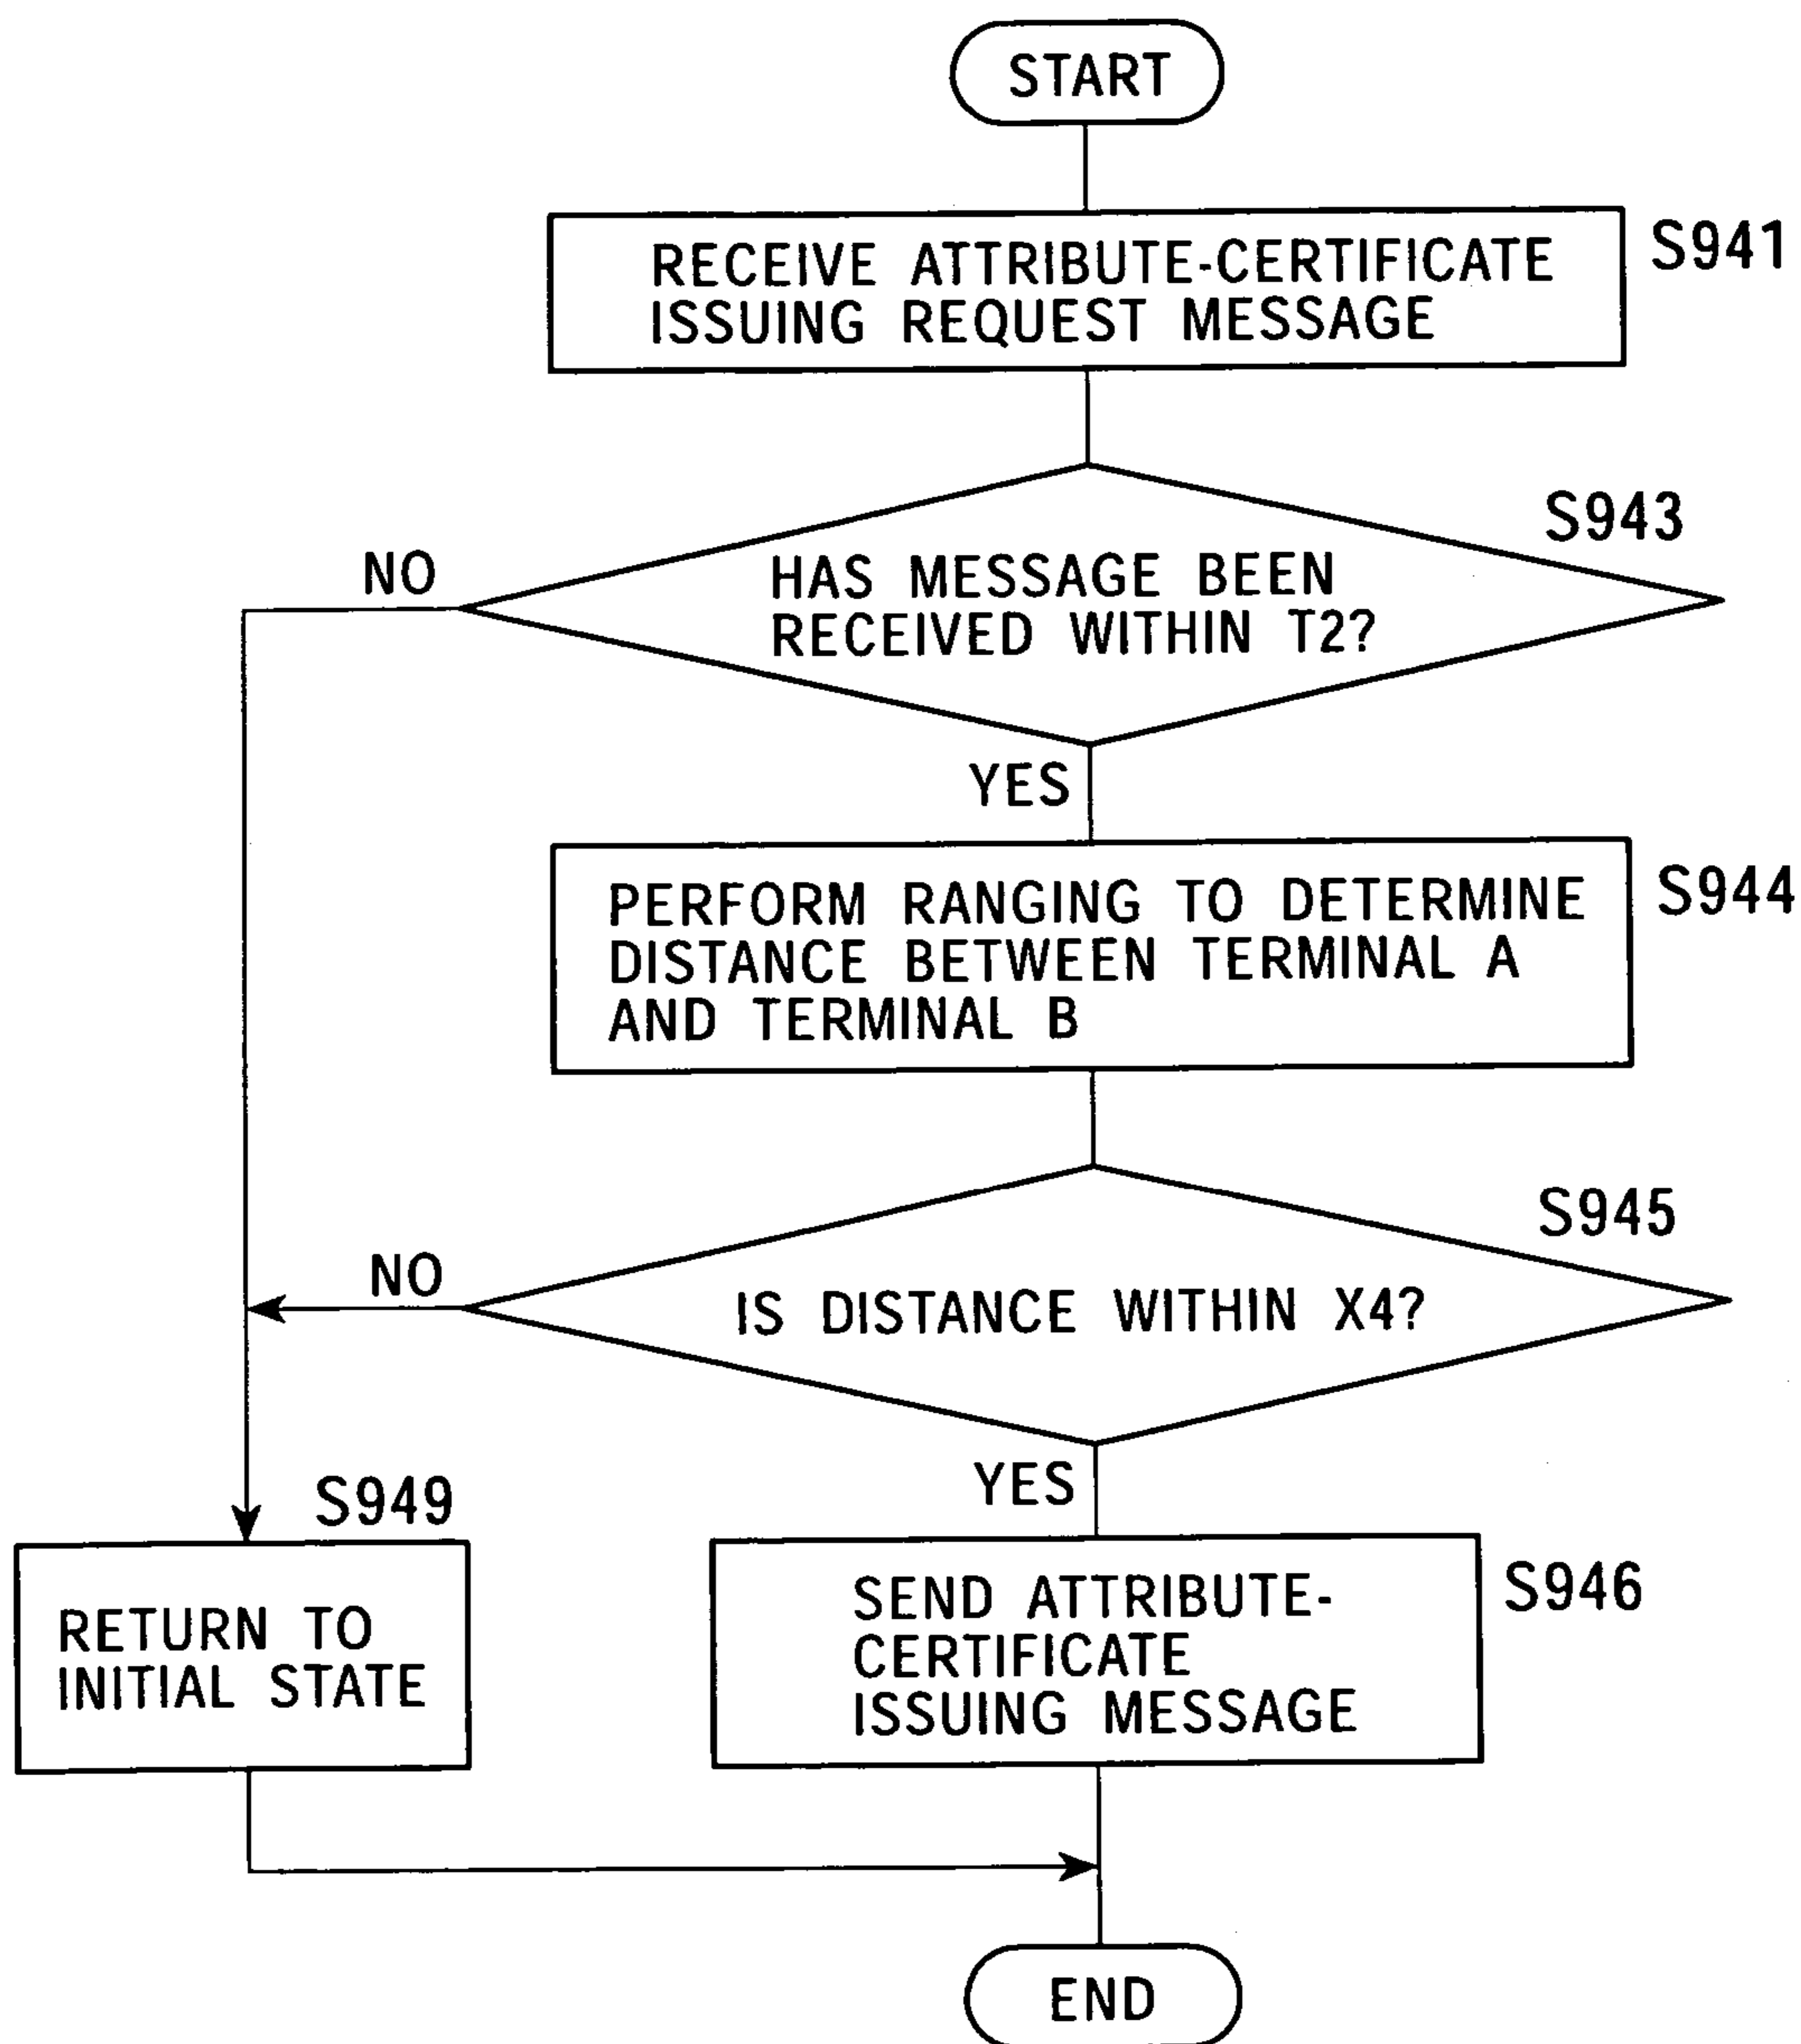 START
RECEIVE ATTRIBUTE-CERTIFICATE
ISSUING REQUEST MESSAGE
S941
S943
NO
HAS MESSAGE BEEN
RECEIVED WITHIN T2?
YES
PERFORM RANGING TO DETERMINE
DISTANCE BETWEEN TERMINAL A
AND TERMINAL B
S944
S945
NO
IS DISTANCE WITHIN X4?
YES
S949
RETURN TO
INITIAL STATE
SEND ATTRIBUTE-
CERTIFICATE
ISSUING MESSAGE
S946
END